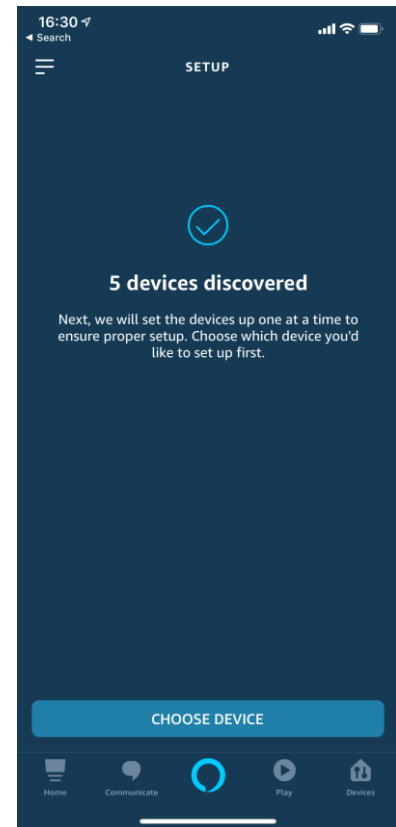 16:30
◀ Search
SETUP
5 devices discovered
Next, we will set the devices up one at a time to
ensure proper setup. Choose which device you'd
like to set up first.
CHOOSE DEVICE
Home Communicate Play Devices